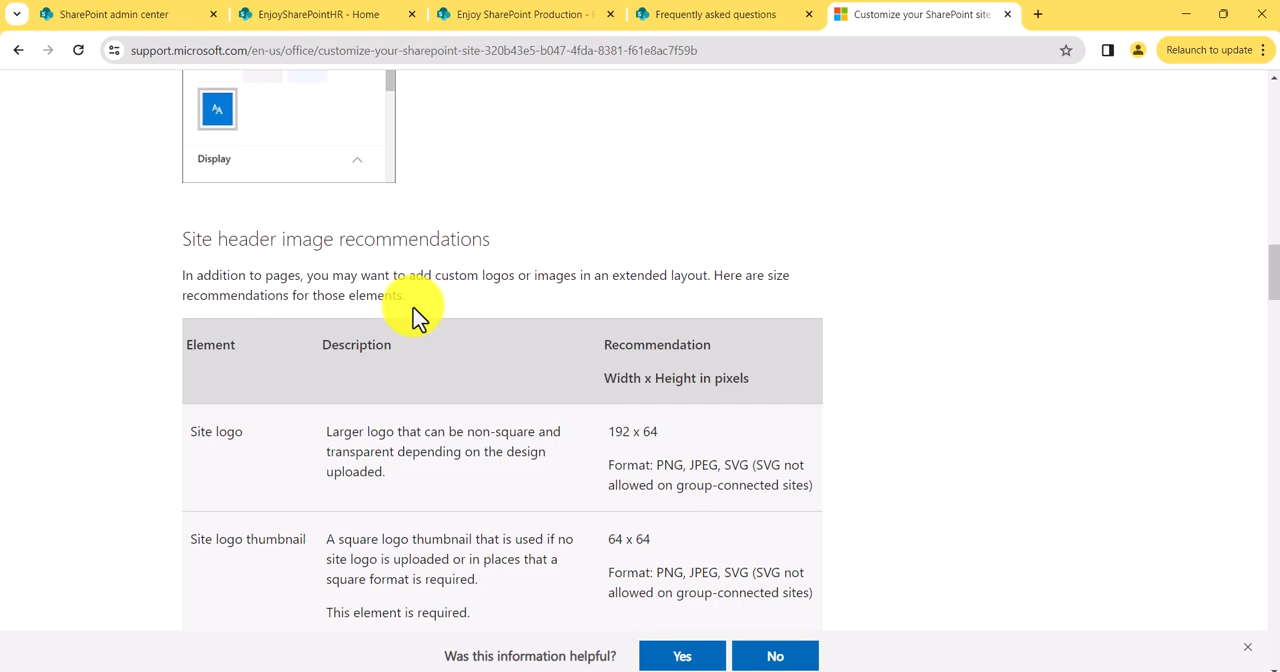 SharePoint admin center
EnjoySharePointHR - Home
Enjoy SharePoint Production - H
Frequently asked questions
Customize your SharePoint site
support.microsoft.com/en-us/office/customize-your-sharepoint-site-320b43e5-b047-4fda-8381-f61e8ac7f59b
Relaunch to update
Display
Site header image recommendations
In addition to pages, you may want to add custom logos or images in an extended layout. Here are size
recommendations for those elements.
Element
Description
Recommendation
Width x Height in pixels
Site logo
Larger logo that can be non-square and
transparent depending on the design
uploaded.
192 x 64
Format: PNG, JPEG, SVG (SVG not
allowed on group-connected sites)
Site logo thumbnail
A square logo thumbnail that is used if no
site logo is uploaded or in places that a
square format is required.
This element is required.
64 x 64
Format: PNG, JPEG, SVG (SVG not
allowed on group-connected sites)
Was this information helpful?
Yes
No